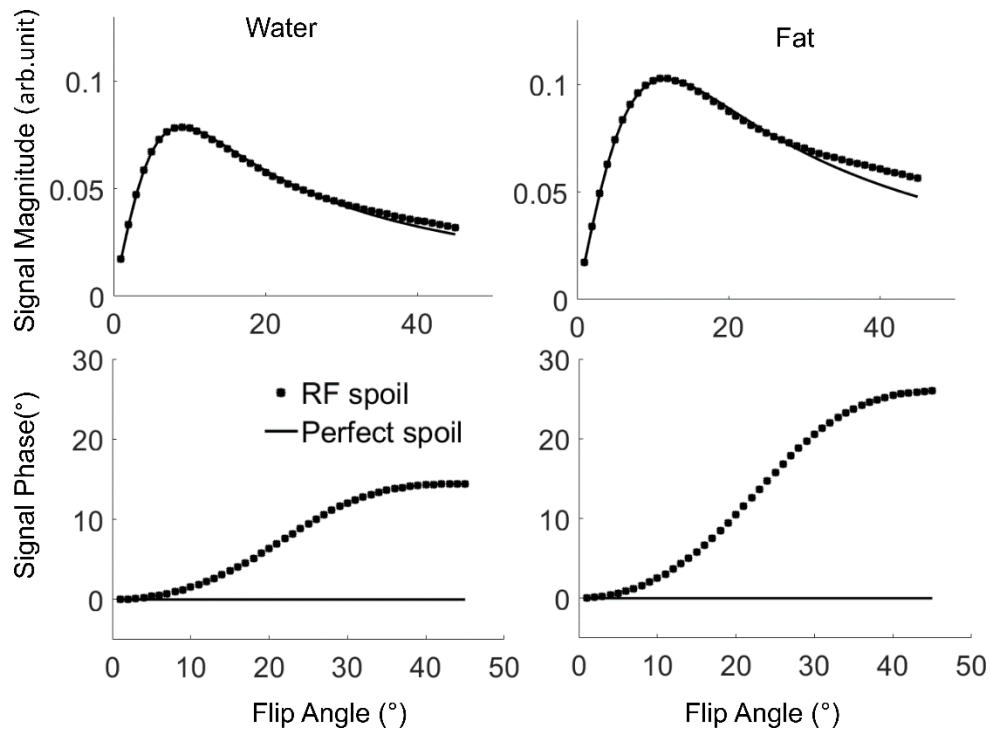 Water
Fat
Signal Magnitude (arb.unit)
0.1
0.05
0
0 20 40
0.1
0.05
0
0 20 40
Signal Phase(°)
30
20
10
0
RF spoil
Perfect spoil
0 10 20 30 40 50
Flip Angle (°)
30
20
10
0
0 10 20 30 40 50
Flip Angle (°)